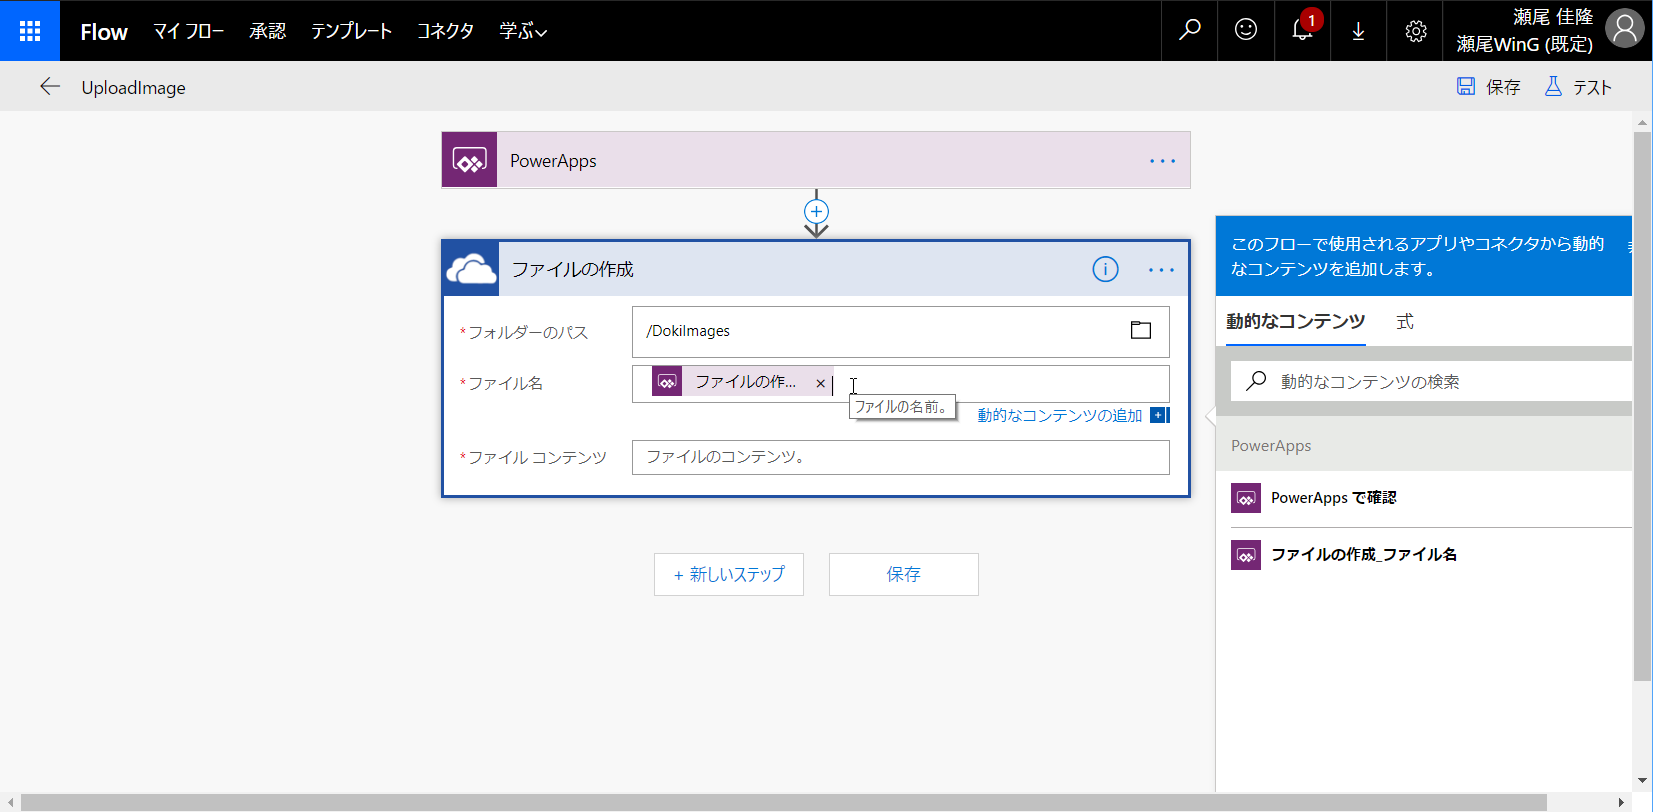 Flow マイ フロー 承認 テンプレート コネクタ 学ぶ
1
瀬尾 佳隆
瀬尾WinG (既定)
UploadImage
保存 テスト
PowerApps
ファイルの作成
*フォルダーのパス
/DokiImages
*ファイル名
ファイルの作... ×
ファイルの名前。
動的なコンテンツの追加
*ファイル コンテンツ
ファイルのコンテンツ。
+ 新しいステップ
保存
このフローで使用されるアプリやコネクタから動的
なコンテンツを追加します。
動的なコンテンツ 式
動的なコンテンツの検索
PowerApps
PowerApps で確認
ファイルの作成_ファイル名